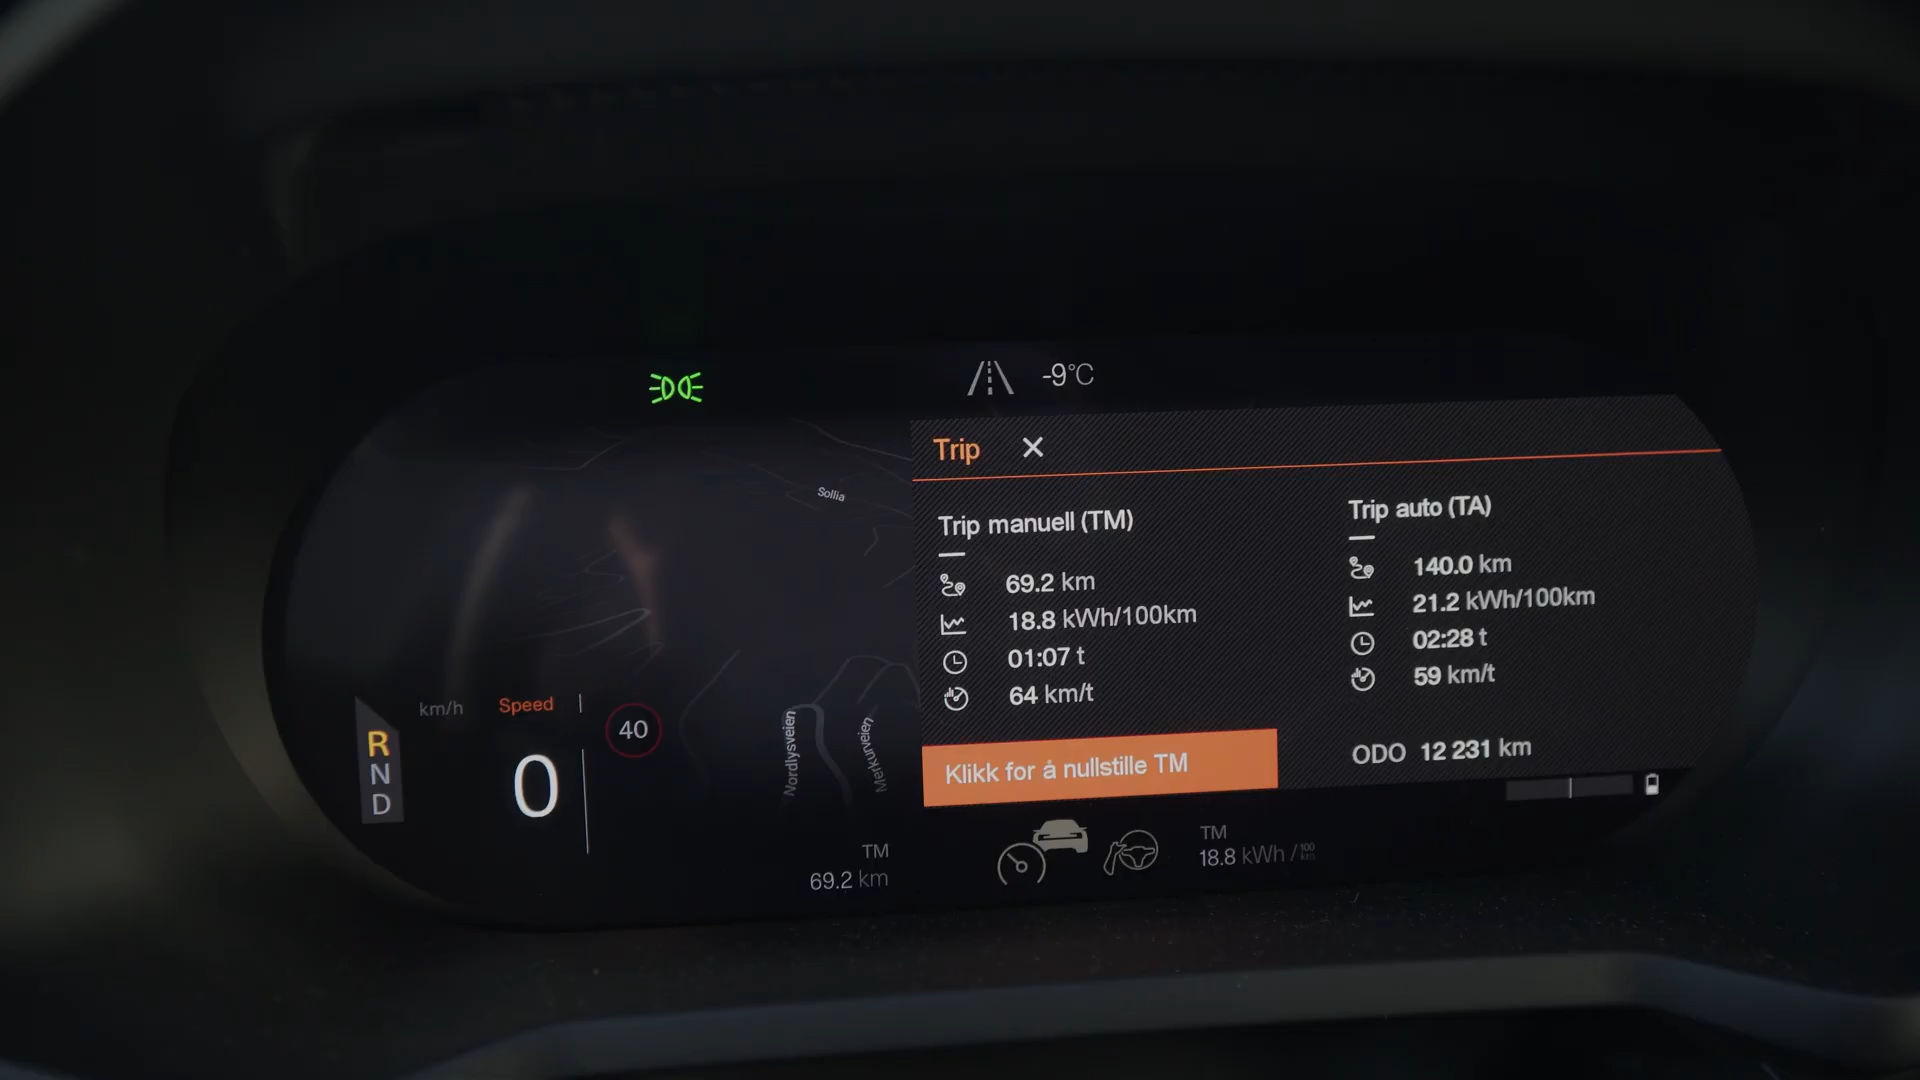 -9°C
Trip ✕
Trip manuell (TM)
69.2 km
18.8 kWh/100km
01:07 t
64 km/t
Klikk for å nullstille TM
Trip auto (TA)
140.0 km
21.2 kWh/100km
02:28 t
59 km/t
ODO 12 231 km
Sollia
Nordlysveien
Merkurveien
km/h Speed
40
R
N
D
0
TM
69.2 km
TM
18.8 kWh / 100 km